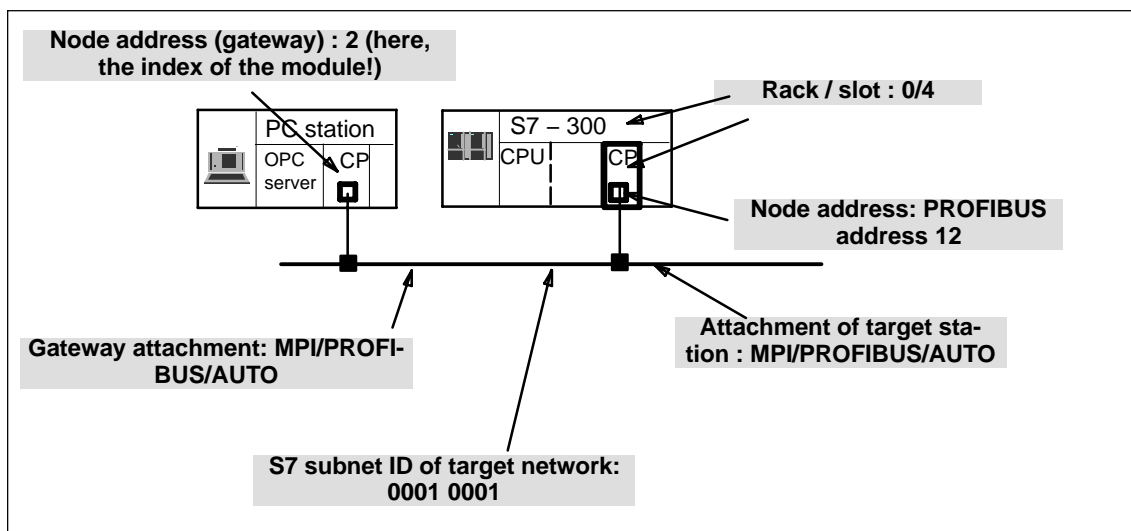 Node address (gateway) : 2 (here,
the index of the module!)
Rack / slot : 0/4
PC station
OPC
server
CP
S7 – 300
CPU
CP
Node address: PROFIBUS
address 12
Gateway attachment: MPI/PROFI-
BUS/AUTO
Attachment of target sta-
tion : MPI/PROFIBUS/AUTO
S7 subnet ID of target network:
0001 0001